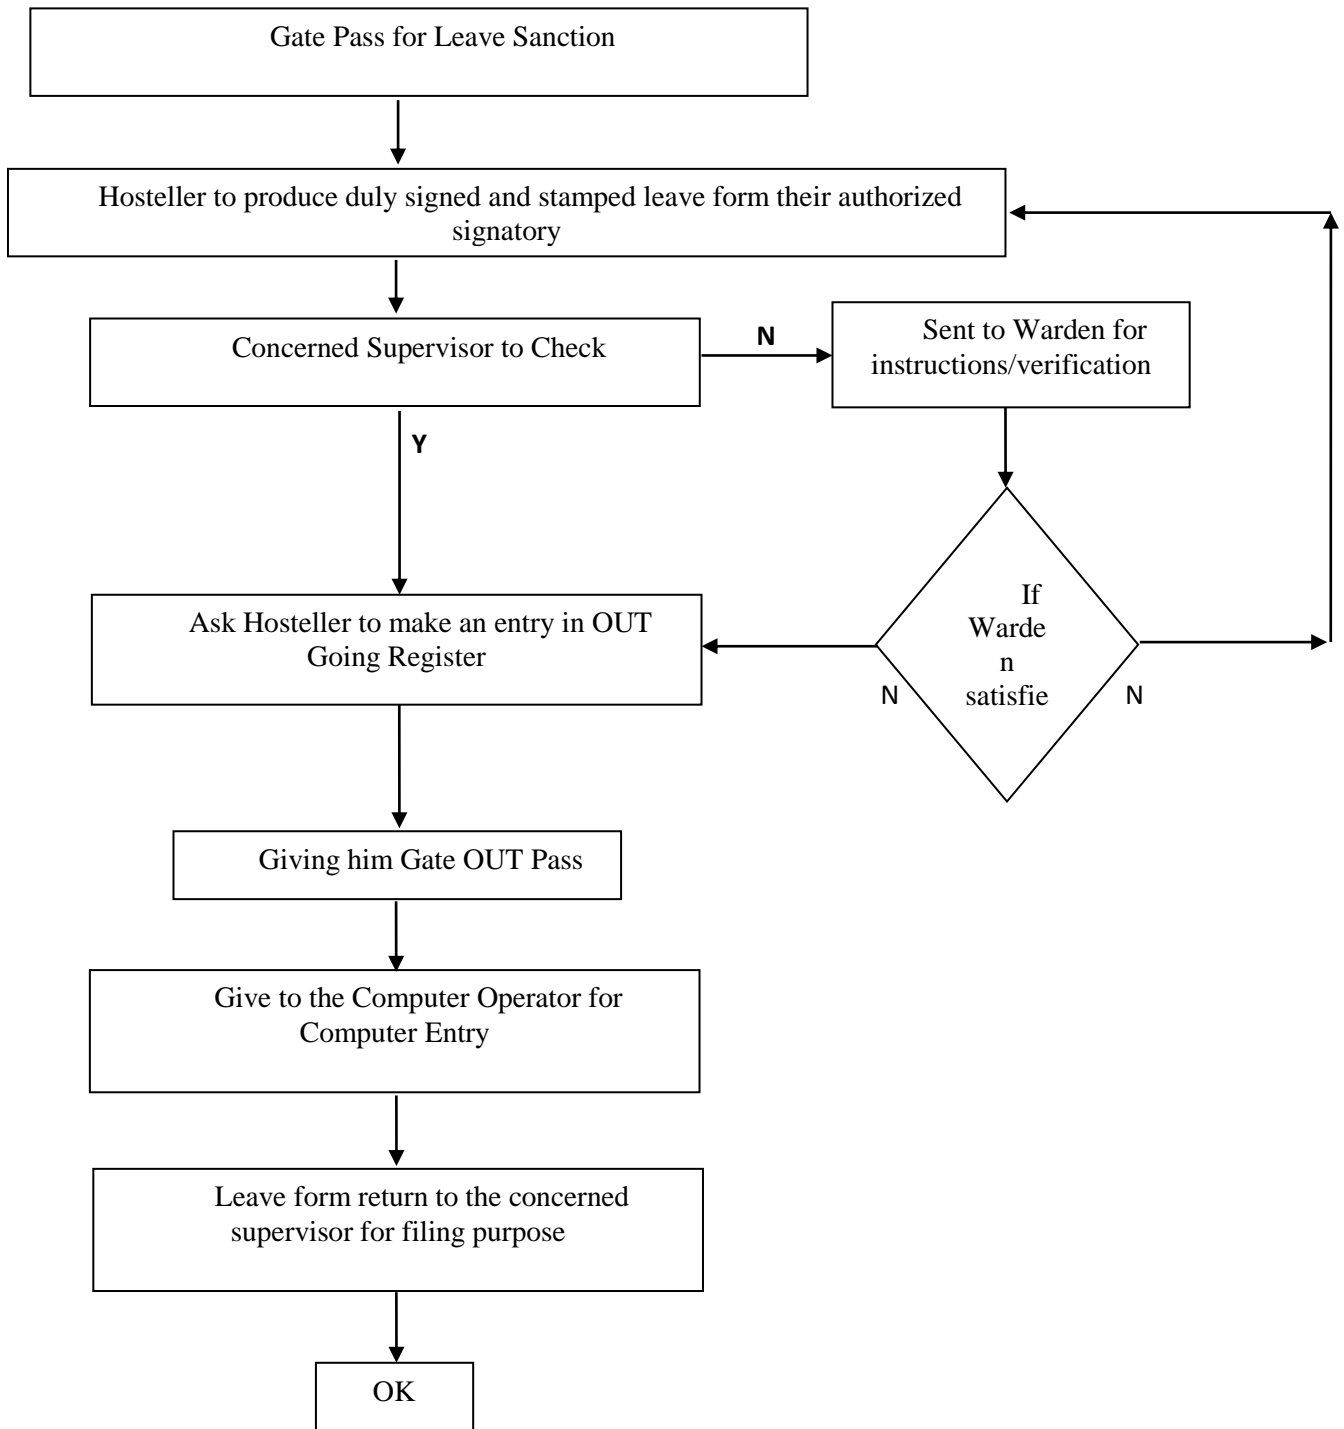 Gate Pass for Leave Sanction
Hosteller to produce duly signed and stamped leave form their authorized
signatory
Concerned Supervisor to Check
N
Sent to Warden for
instructions/verification
Y
If
Warde
n
satisfie
N
N
Ask Hosteller to make an entry in OUT
Going Register
Giving him Gate OUT Pass
Give to the Computer Operator for
Computer Entry
Leave form return to the concerned
supervisor for filing purpose
OK